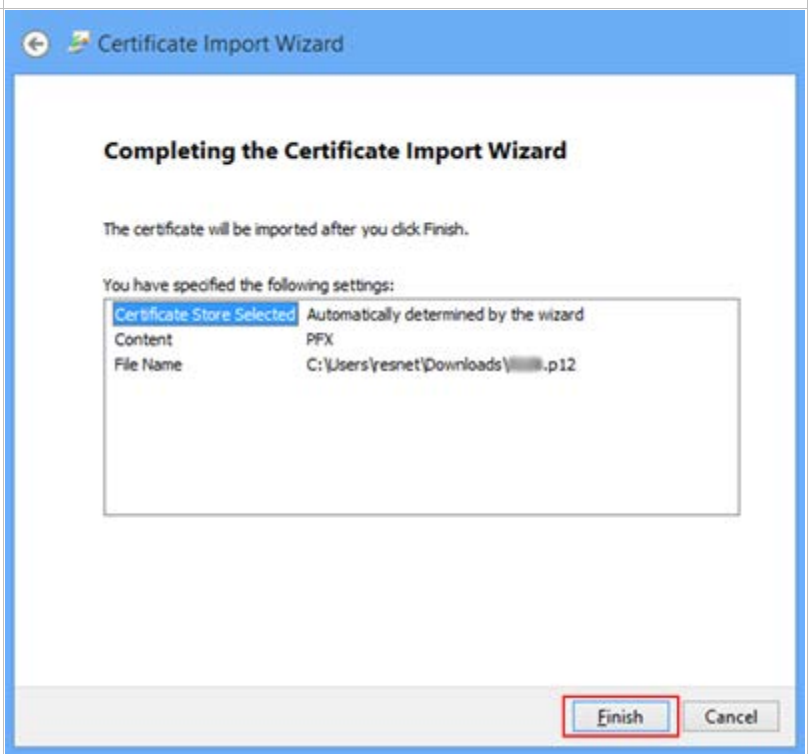 Certificate Import Wizard
Completing the Certificate Import Wizard
The certificate will be imported after you click Finish.
You have specified the following settings:
Certificate Store Selected Automatically determined by the wizard
Content PFX
File Name C:\Users\resnet\Downloads\ .p12
Finish Cancel